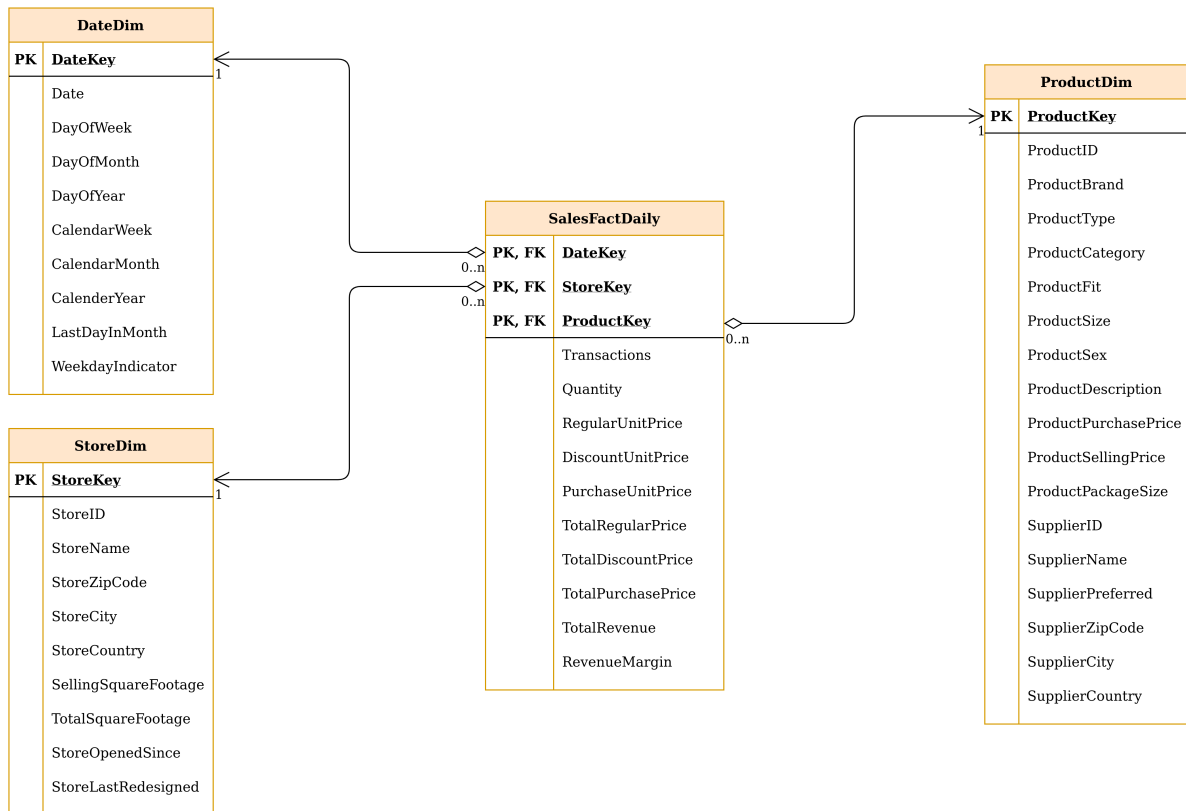 DateDim
PK DateKey
1
Date
DayOfWeek
DayOfMonth
DayOfYear
CalendarWeek
CalendarMonth
CalenderYear
LastDayInMonth
WeekdayIndicator
StoreDim
PK StoreKey
1
StoreID
StoreName
StoreZipCode
StoreCity
StoreCountry
SellingSquareFootage
TotalSquareFootage
StoreOpenedSince
StoreLastRedesigned
SalesFactDaily
PK, FK DateKey
0..n
PK, FK StoreKey
0..n
PK, FK ProductKey
0..n
Transactions
Quantity
RegularUnitPrice
DiscountUnitPrice
PurchaseUnitPrice
TotalRegularPrice
TotalDiscountPrice
TotalPurchasePrice
TotalRevenue
RevenueMargin
ProductDim
PK ProductKey
1
ProductID
ProductBrand
ProductType
ProductCategory
ProductFit
ProductSize
ProductSex
ProductDescription
ProductPurchasePrice
ProductSellingPrice
ProductPackageSize
SupplierID
SupplierName
SupplierPreferred
SupplierZipCode
SupplierCity
SupplierCountry